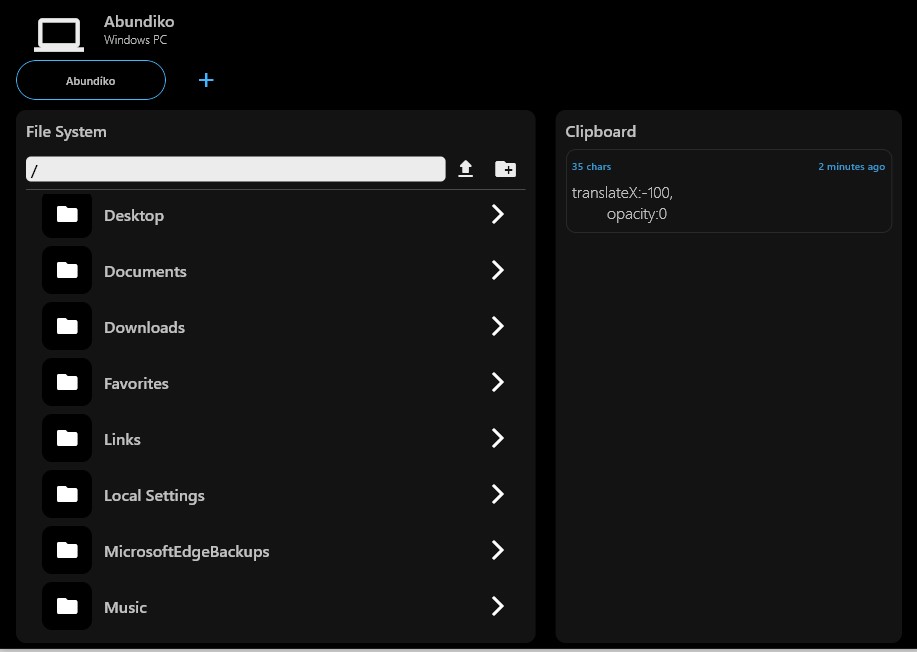 Abundiko
Windows PC
Abundiko
+
File System
/
Desktop
Documents
Downloads
Favorites
Links
Local Settings
MicrosoftEdgeBackups
Music
Clipboard
35 chars 2 minutes ago
translateX:-100,
opacity:0